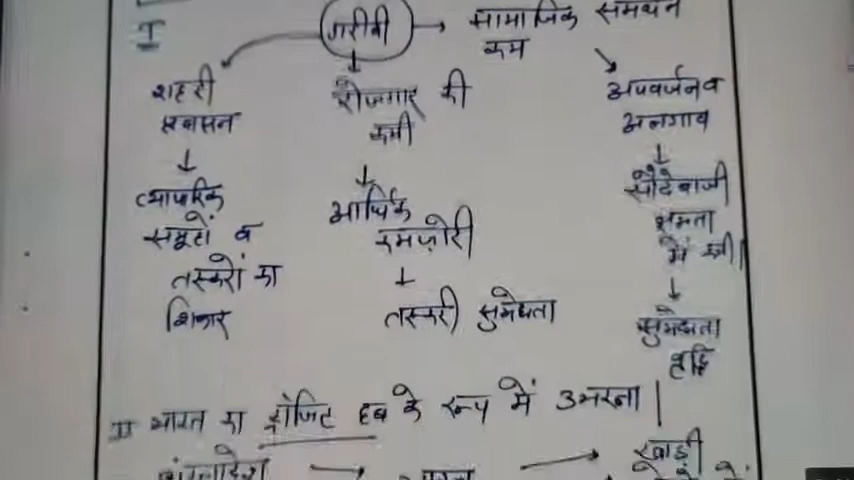 I
गरीबी → सामाजिक समर्थन
कम
शहरी
प्रवासन
↓
व्यापारिक
समूहों व
तस्करों का
शिकार
↓
रोजगार की
कमी
↓
आर्थिक
कमज़ोरी
↓
तस्करी सुभेद्यता
अपवर्जन व
अलगाव
↓
सौदेबाजी
क्षमता
में कमी।
↓
सुभेद्यता
वृद्धि
II भारत का ट्रांजिट हब के रूप में उभरना।
बांग्लादेश → भारत → खाड़ी